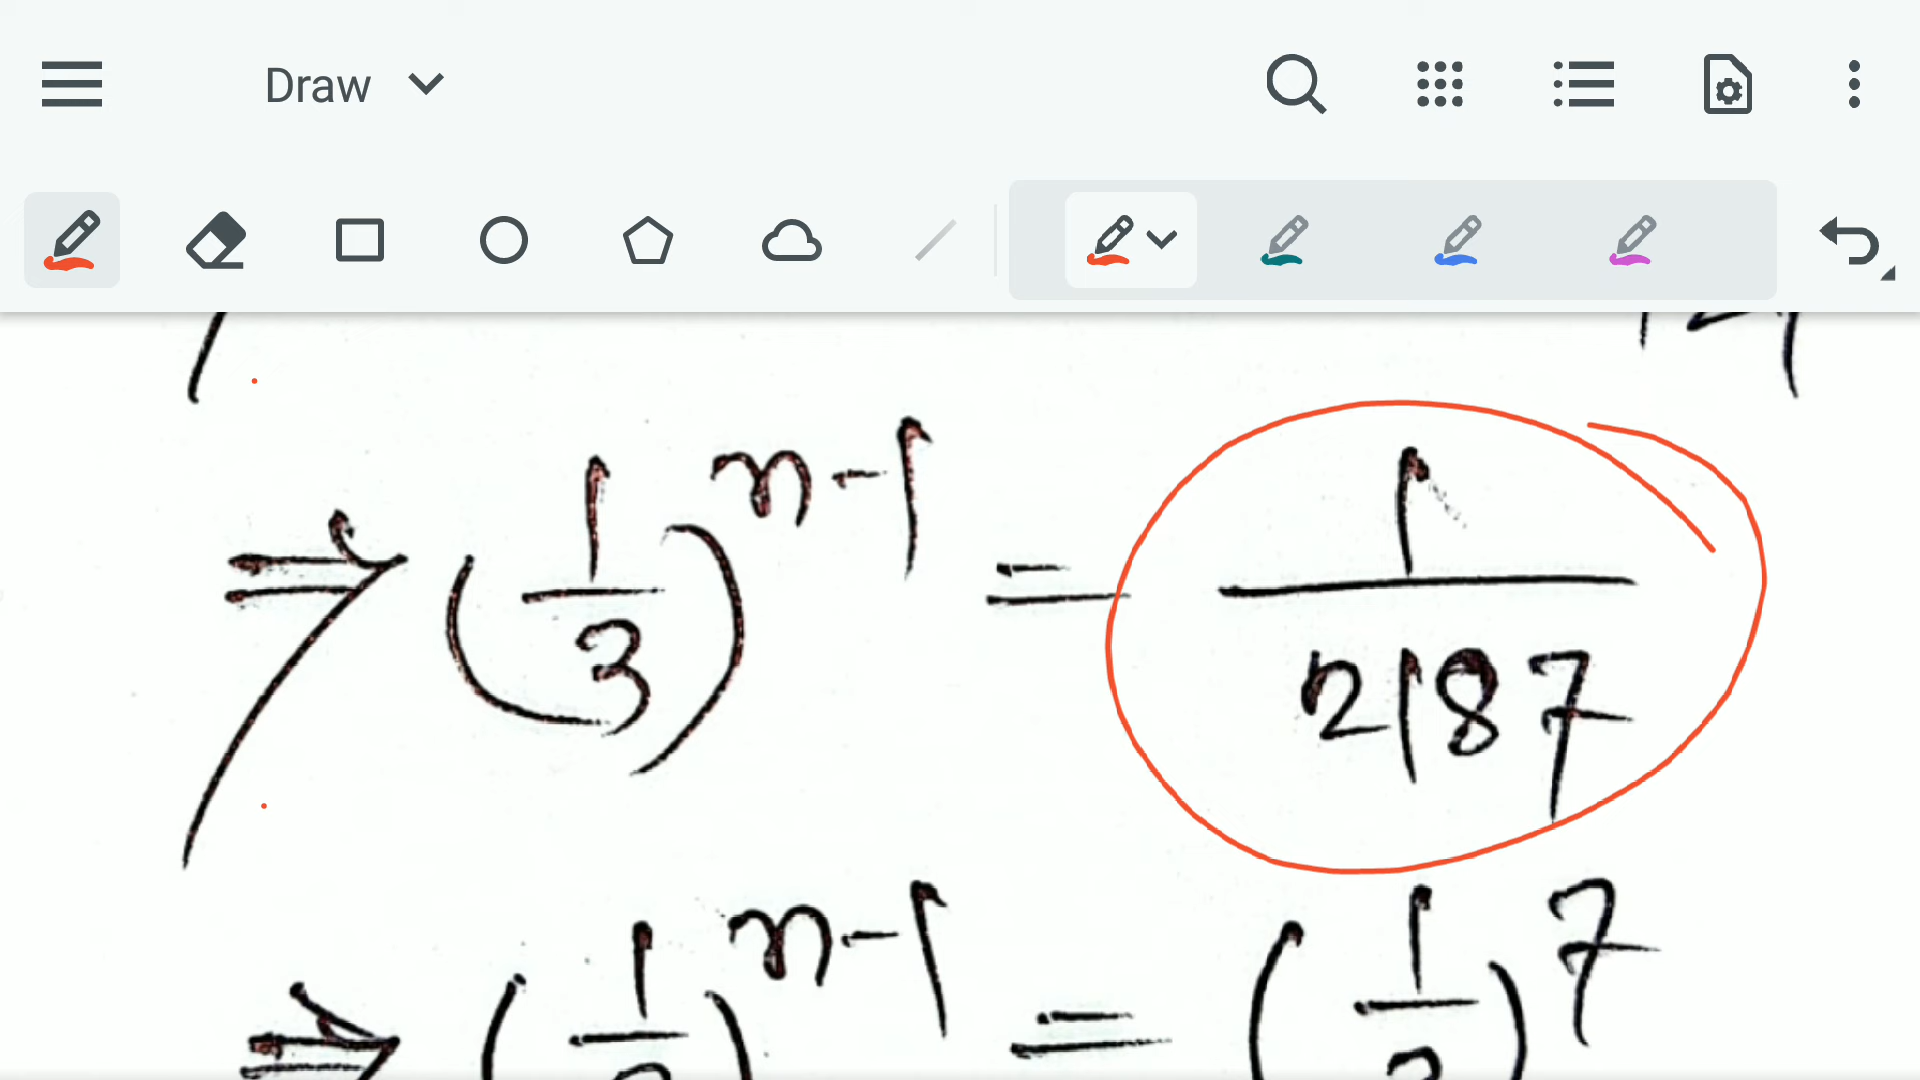 Draw
⇒ (1/3)^{n-1} = 1/2187
⇒ (1/3)^{n-1} = (1/3)^7